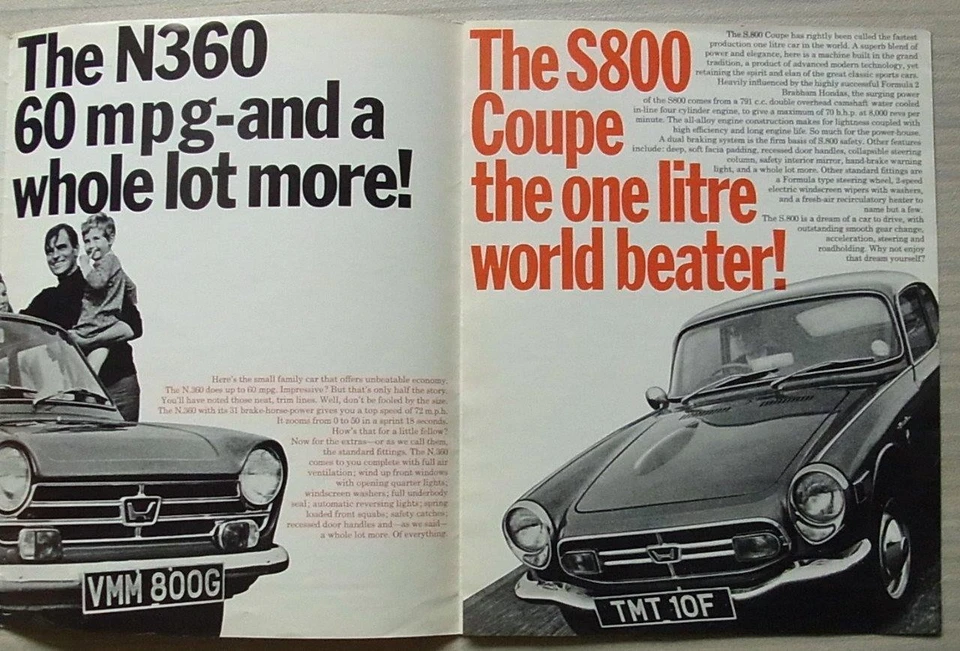 The N360
60 mpg-and a
whole lot more!
Here's the small family car that offers unbeatable economy.
The N.360 does up to 60 mpg. Impressive? But that's only half the story.
You'll have noted those neat, trim lines. Well, don't be fooled by the size.
The N.360 with its 31 brake-horse-power gives you a top speed of 72 m.p.h.
It zooms from 0 to 50 in a sprint 18 seconds.
How's that for a little fellow?
Now for the extras—or as we call them,
the standard fittings. The N.360
comes to you complete with full air
ventilation; wind up front windows
with opening quarter lights;
windscreen washers; full underbody
seal; automatic reversing lights; spring
loaded front squabs; safety catches;
recessed door handles and—as we said—
a whole lot more. Of everything.
VMM 800G
The S800
Coupe
the one litre
world beater!
The S.800 Coupe has rightly been called the fastest
production one litre car in the world. A superb blend of
power and elegance, here is a machine built in the grand
tradition, a product of advanced modern technology, yet
retaining the spirit and elan of the great classic sports cars.
Heavily influenced by the highly successful Formula 2
Brabham Hondas, the surging power
of the S800 comes from a 791 c.c. double overhead camshaft water cooled
in-line four cylinder engine, to give a maximum of 70 b.h.p. at 8,000 revs per
minute. The all-alloy engine construction makes for lightness coupled with
high efficiency and long engine life. So much for the power-house.
A dual braking system is the firm basis of S.800 safety. Other features
include: deep, soft facia padding, recessed door handles, collapsible steering
column, safety interior mirror, hand-brake warning
light, and a whole lot more. Other standard fittings are
a Formula type steering wheel, 2-speed
electric windscreen wipers with washers,
and a fresh-air recirculatory heater to
name but a few.
The S.800 is a dream of a car to drive, with
outstanding smooth gear change,
acceleration, steering and
roadholding. Why not enjoy
that dream yourself?
TMT 10F